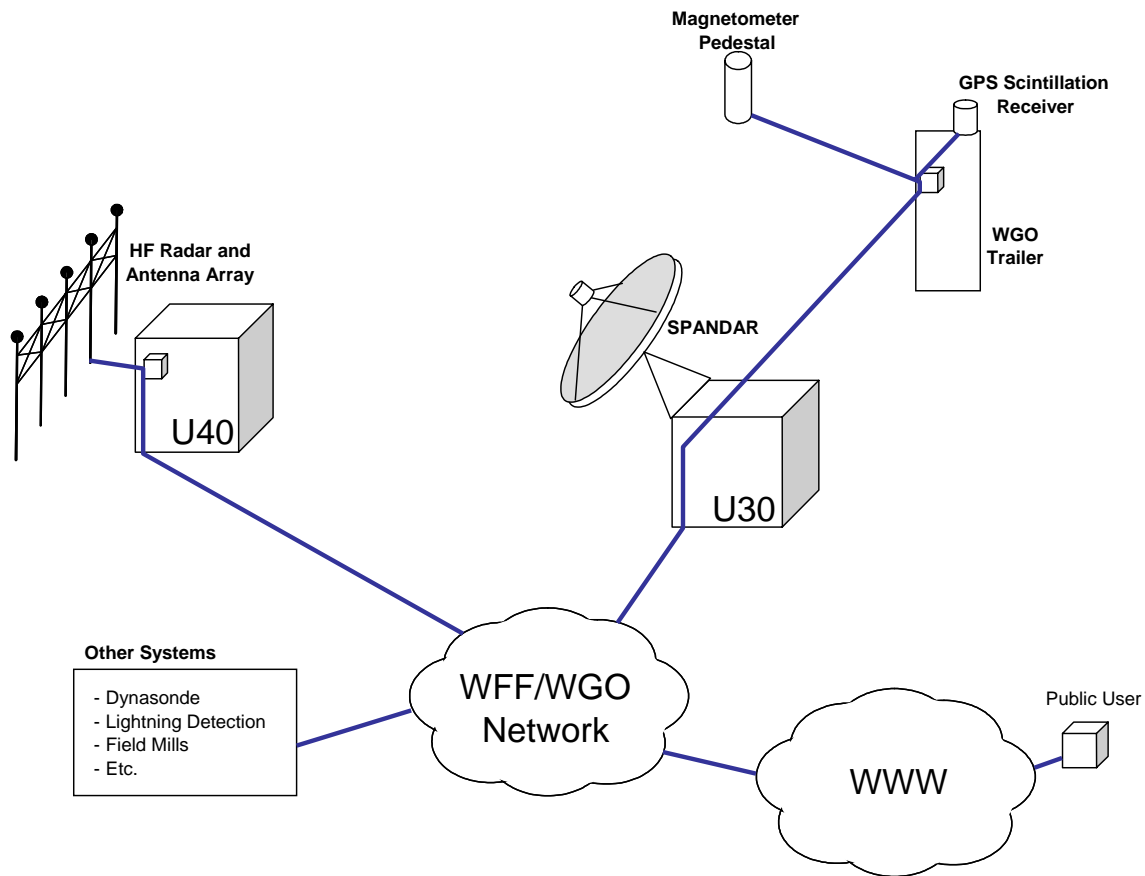 Magnetometer
Pedestal
GPS Scintillation
Receiver
HF Radar and
Antenna Array
WGO
Trailer
SPANDAR
U40
U30
Other Systems
- Dynasonde
- Lightning Detection
- Field Mills
- Etc.
WFF/WGO
Network
Public User
WWW